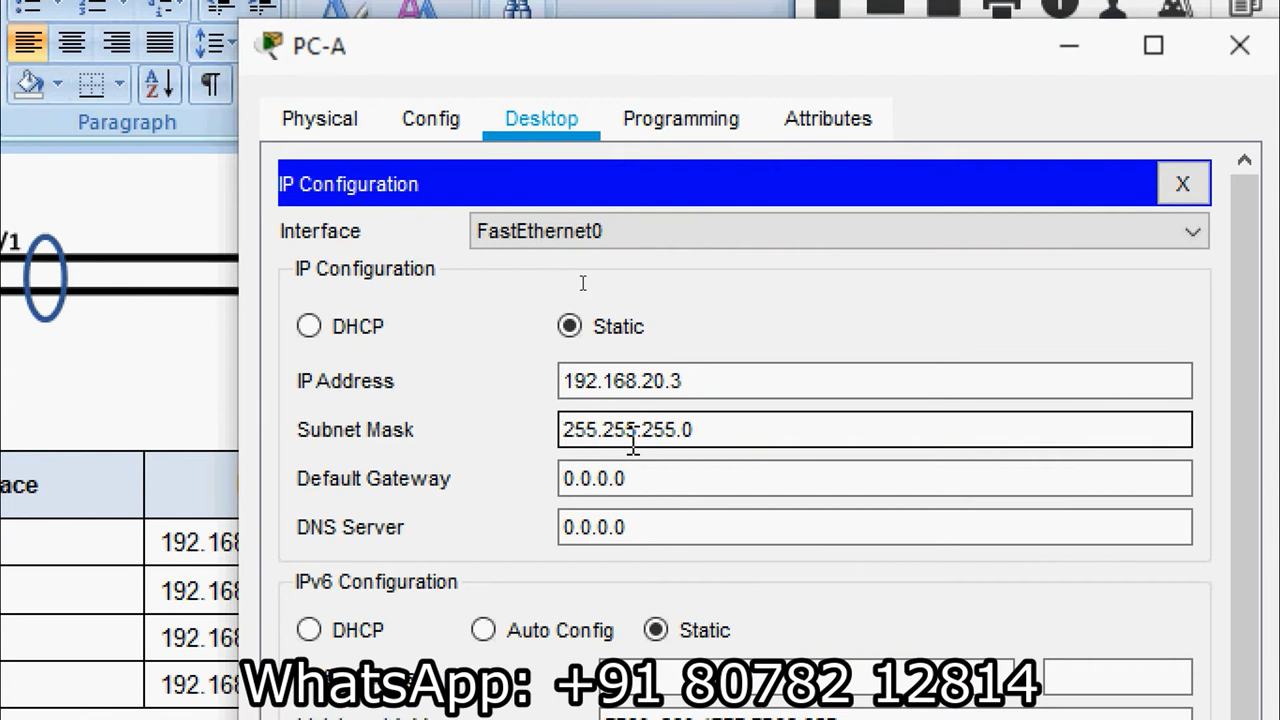 Paragraph
/1
ace
192.168
192.168
192.168
192.168
PC-A
Physical Config Desktop Programming Attributes
IP Configuration X
Interface FastEthernet0
IP Configuration
DHCP Static
IP Address 192.168.20.3
Subnet Mask 255.255.255.0
Default Gateway 0.0.0.0
DNS Server 0.0.0.0
IPv6 Configuration
DHCP Auto Config Static
WhatsApp: +91 80782 12814